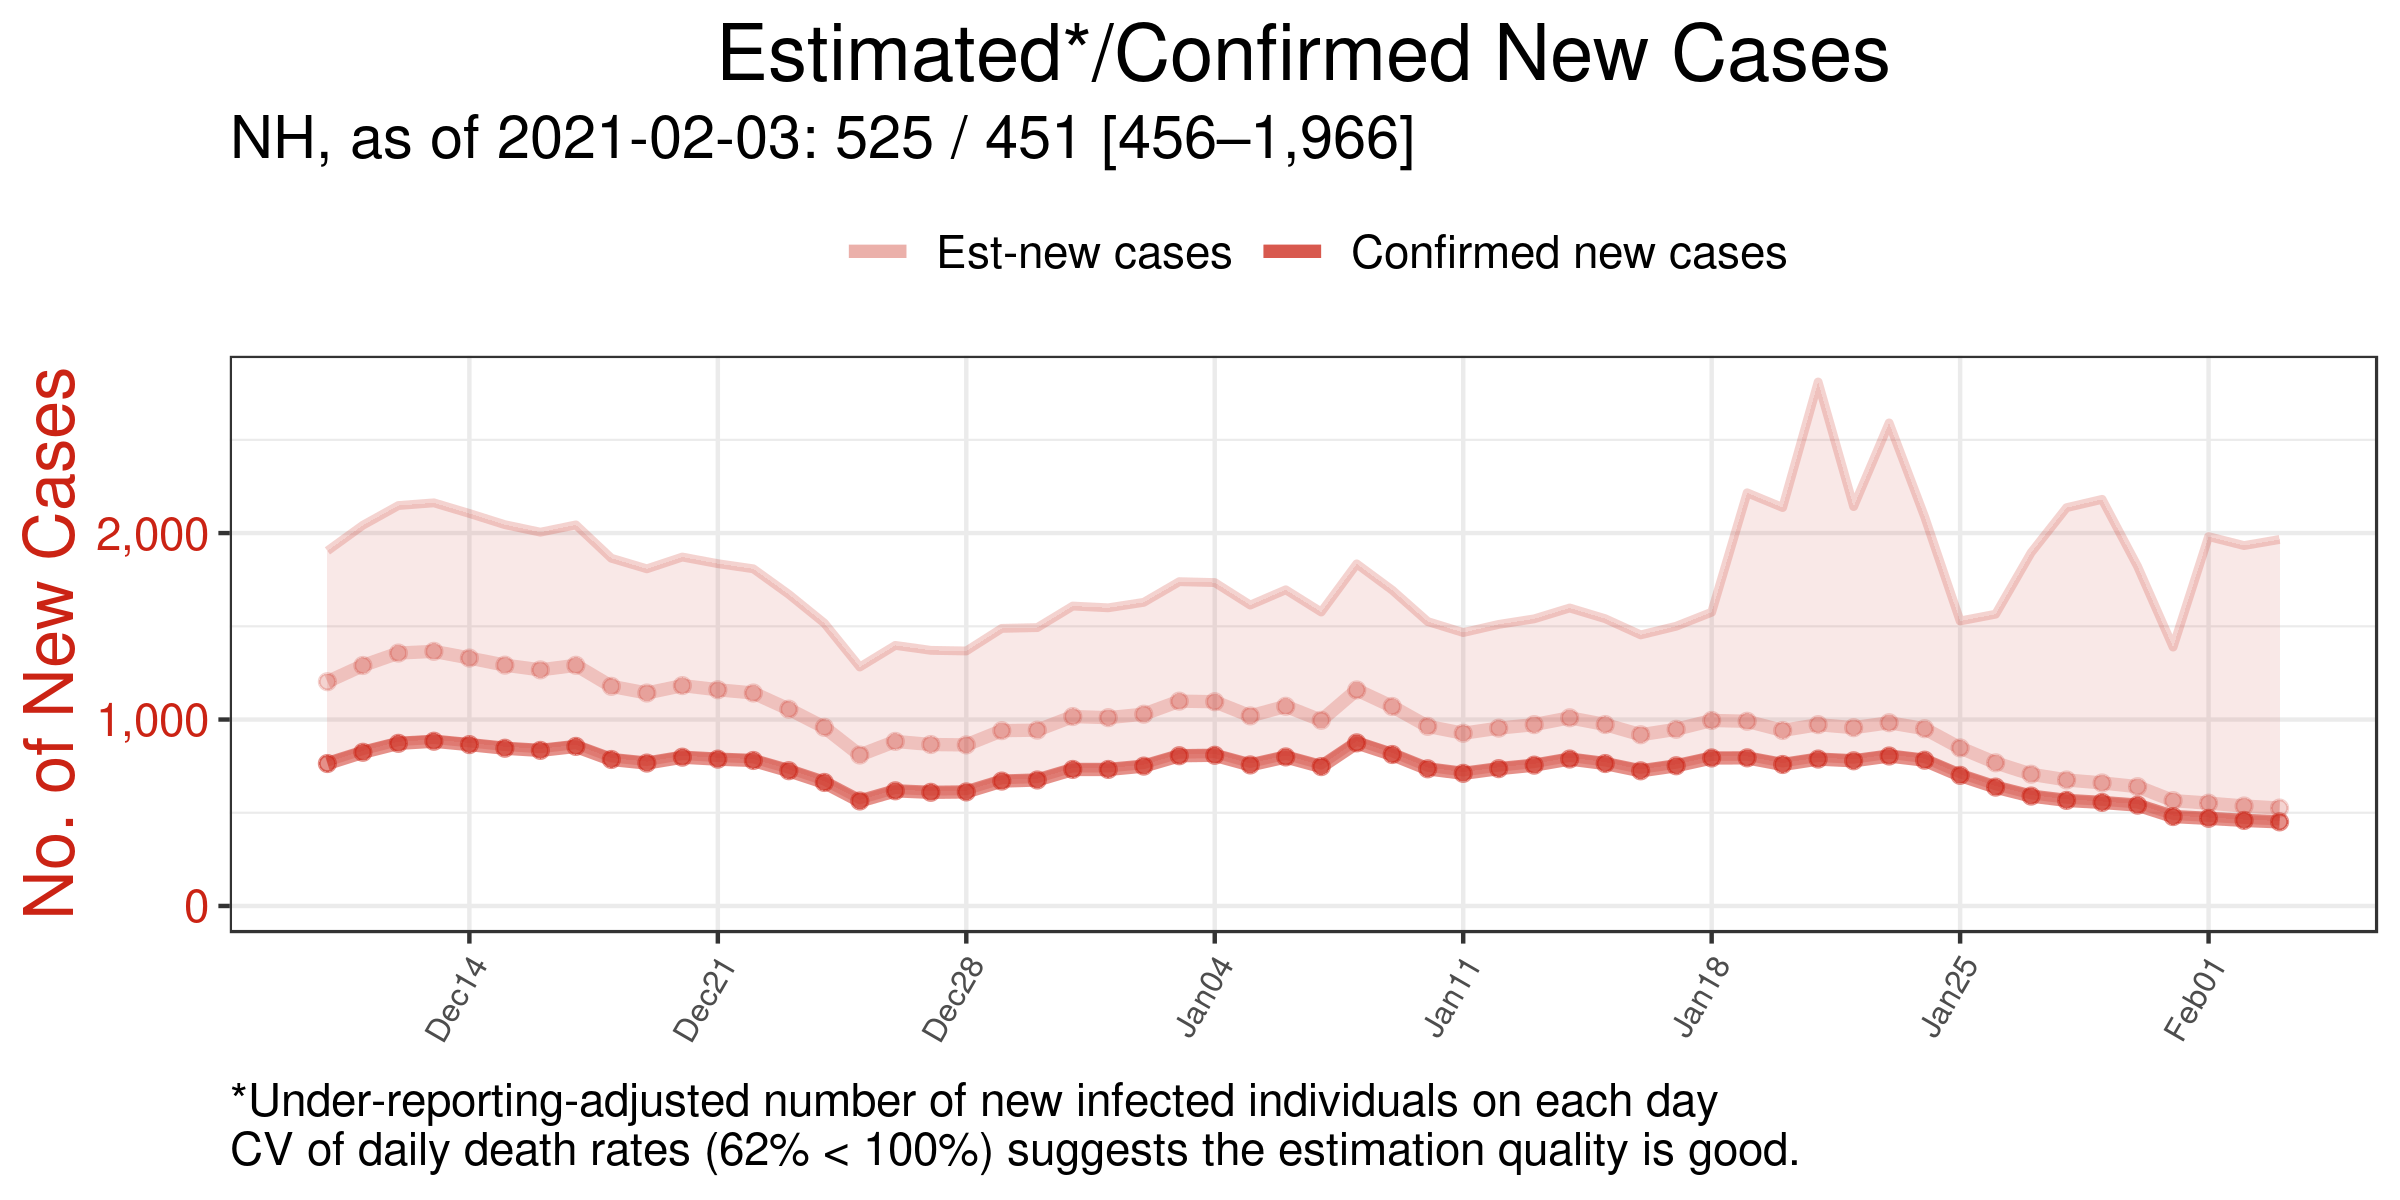 Estimated*/Confirmed New Cases
NH, as of 2021-02-03: 525 / 451 [456–1,966]
Est-new cases
Confirmed new cases
No. of New Cases
2,000
1,000
0
Dec14
Dec21
Dec28
Jan04
Jan11
Jan18
Jan25
Feb01
*Under-reporting-adjusted number of new infected individuals on each day
CV of daily death rates (62% < 100%) suggests the estimation quality is good.